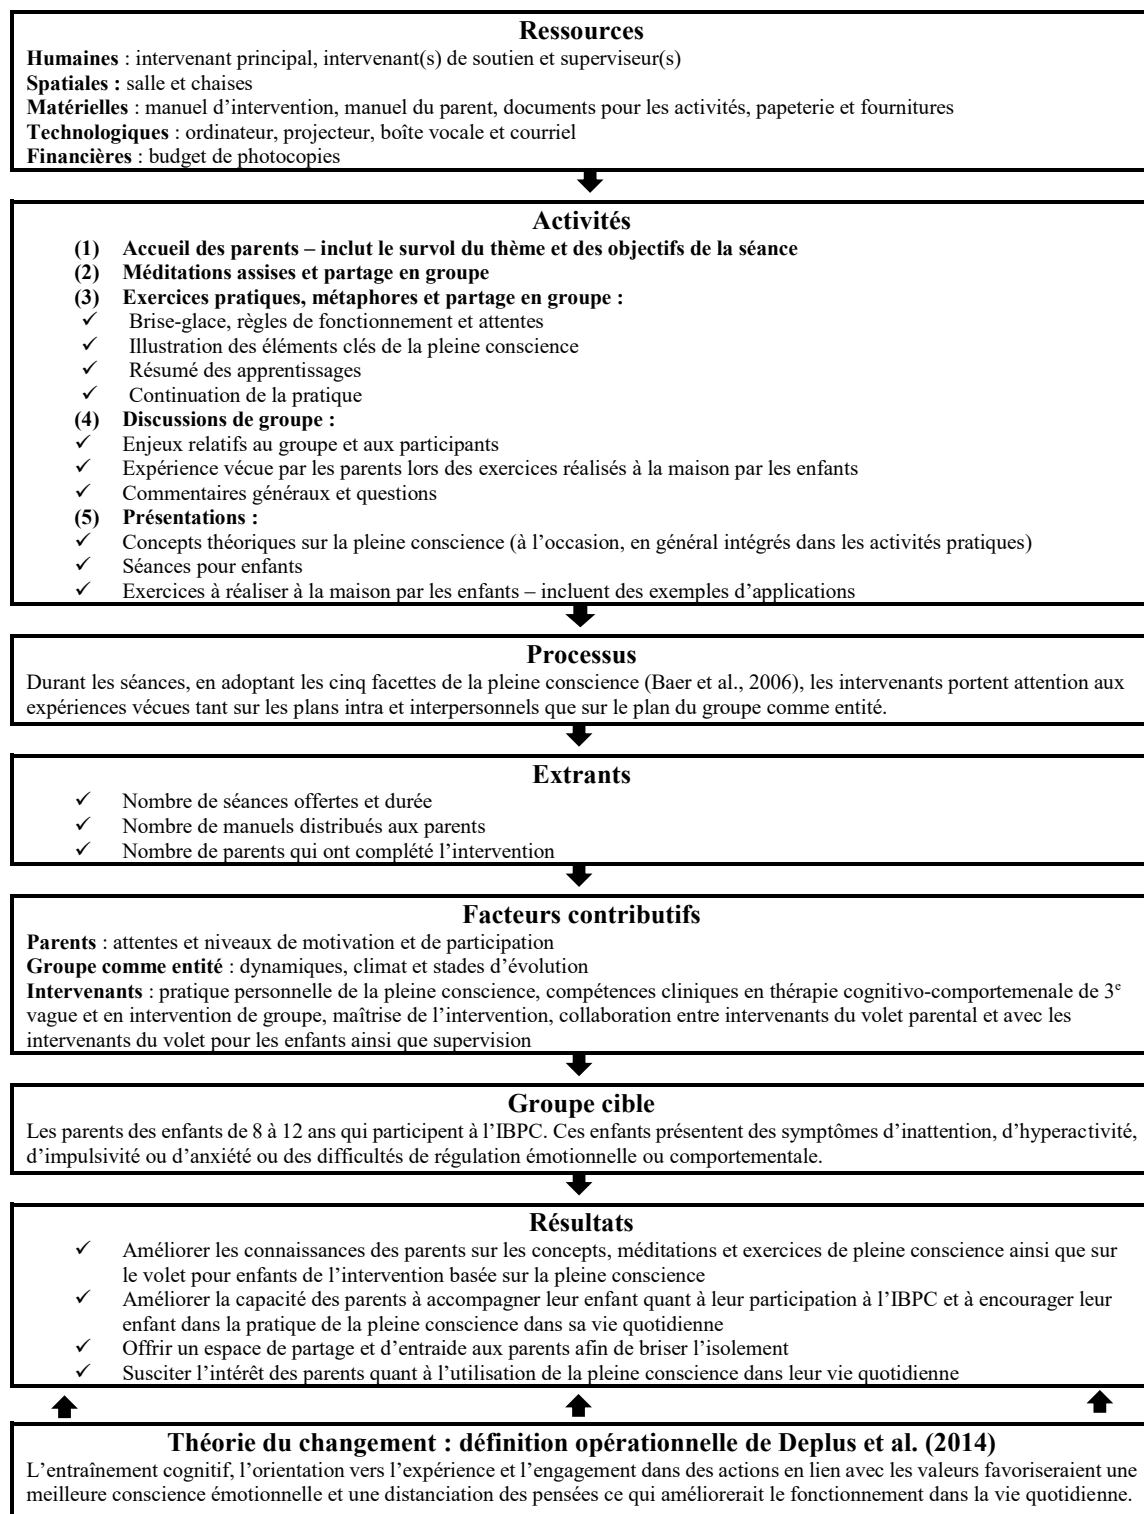 Ressources
Humaines : intervenant principal, intervenant(s) de soutien et superviseur(s)
Spatiales : salle et chaises
Matérielles : manuel d’intervention, manuel du parent, documents pour les activités, papeterie et fournitures
Technologiques : ordinateur, projecteur, boîte vocale et courriel
Financières : budget de photocopies
Activités
(1) Accueil des parents – inclut le survol du thème et des objectifs de la séance
(2) Méditations assises et partage en groupe
(3) Exercices pratiques, métaphores et partage en groupe :
✓ Brise-glace, règles de fonctionnement et attentes
✓ Illustration des éléments clés de la pleine conscience
✓ Résumé des apprentissages
✓ Continuation de la pratique
(4) Discussions de groupe :
✓ Enjeux relatifs au groupe et aux participants
✓ Expérience vécue par les parents lors des exercices réalisés à la maison par les enfants
✓ Commentaires généraux et questions
(5) Présentations :
✓ Concepts théoriques sur la pleine conscience (à l’occasion, en général intégrés dans les activités pratiques)
✓ Séances pour enfants
✓ Exercices à réaliser à la maison par les enfants – incluent des exemples d’applications
Processus
Durant les séances, en adoptant les cinq facettes de la pleine conscience (Baer et al., 2006), les intervenants portent attention aux
expériences vécues tant sur les plans intra et interpersonnels que sur le plan du groupe comme entité.
Extrants
✓ Nombre de séances offertes et durée
✓ Nombre de manuels distribués aux parents
✓ Nombre de parents qui ont complété l’intervention
Facteurs contributifs
Parents : attentes et niveaux de motivation et de participation
Groupe comme entité : dynamiques, climat et stades d’évolution
Intervenants : pratique personnelle de la pleine conscience, compétences cliniques en thérapie cognitivo-comportemenale de 3e
vague et en intervention de groupe, maîtrise de l’intervention, collaboration entre intervenants du volet parental et avec les
intervenants du volet pour les enfants ainsi que supervision
Groupe cible
Les parents des enfants de 8 à 12 ans qui participent à l’IBPC. Ces enfants présentent des symptômes d’inattention, d’hyperactivité,
d’impulsivité ou d’anxiété ou des difficultés de régulation émotionnelle ou comportementale.
Résultats
✓ Améliorer les connaissances des parents sur les concepts, méditations et exercices de pleine conscience ainsi que sur
le volet pour enfants de l’intervention basée sur la pleine conscience
✓ Améliorer la capacité des parents à accompagner leur enfant quant à leur participation à l’IBPC et à encourager leur
enfant dans la pratique de la pleine conscience dans sa vie quotidienne
✓ Offrir un espace de partage et d’entraide aux parents afin de briser l’isolement
✓ Susciter l’intérêt des parents quant à l’utilisation de la pleine conscience dans leur vie quotidienne
Théorie du changement : définition opérationnelle de Deplus et al. (2014)
L’entraînement cognitif, l’orientation vers l’expérience et l’engagement dans des actions en lien avec les valeurs favoriseraient une
meilleure conscience émotionnelle et une distanciation des pensées ce qui améliorerait le fonctionnement dans la vie quotidienne.